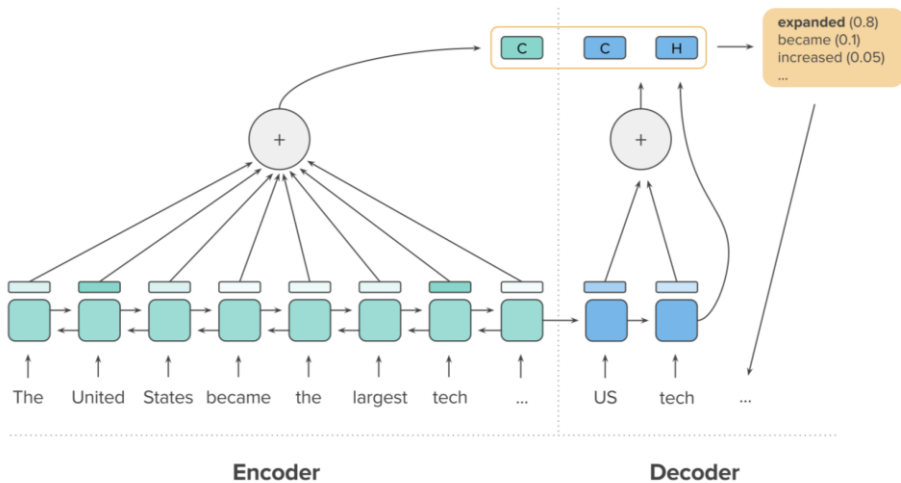 C C H
expanded (0.8)
became (0.1)
increased (0.05)
...
+ +
The United States became the largest tech ... US tech ...
Encoder Decoder